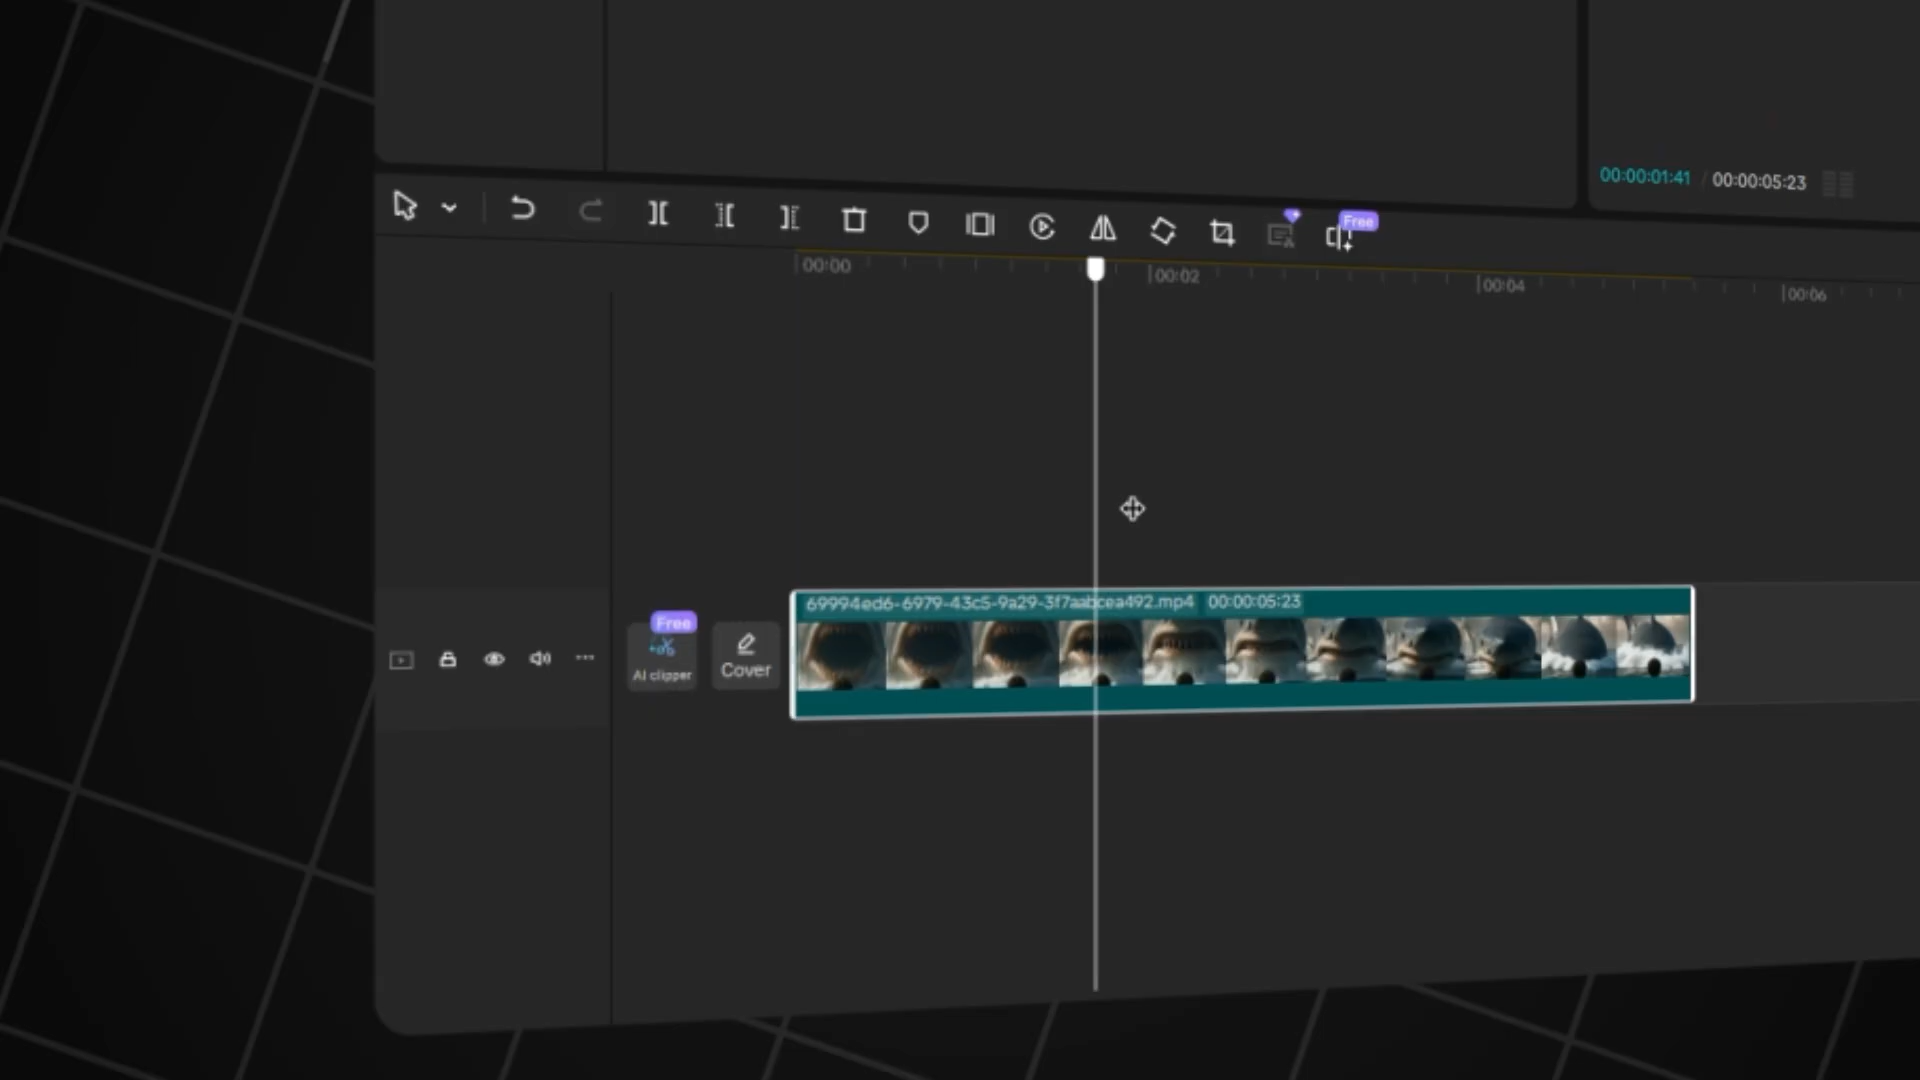 00:00:01:41 / 00:00:05:23
Free
00:00 00:02 00:04 00:06
69994ed6-6979-43c5-9a29-3f7aabcea492.mp4 00:00:05:23
Free
AI clipper
Cover